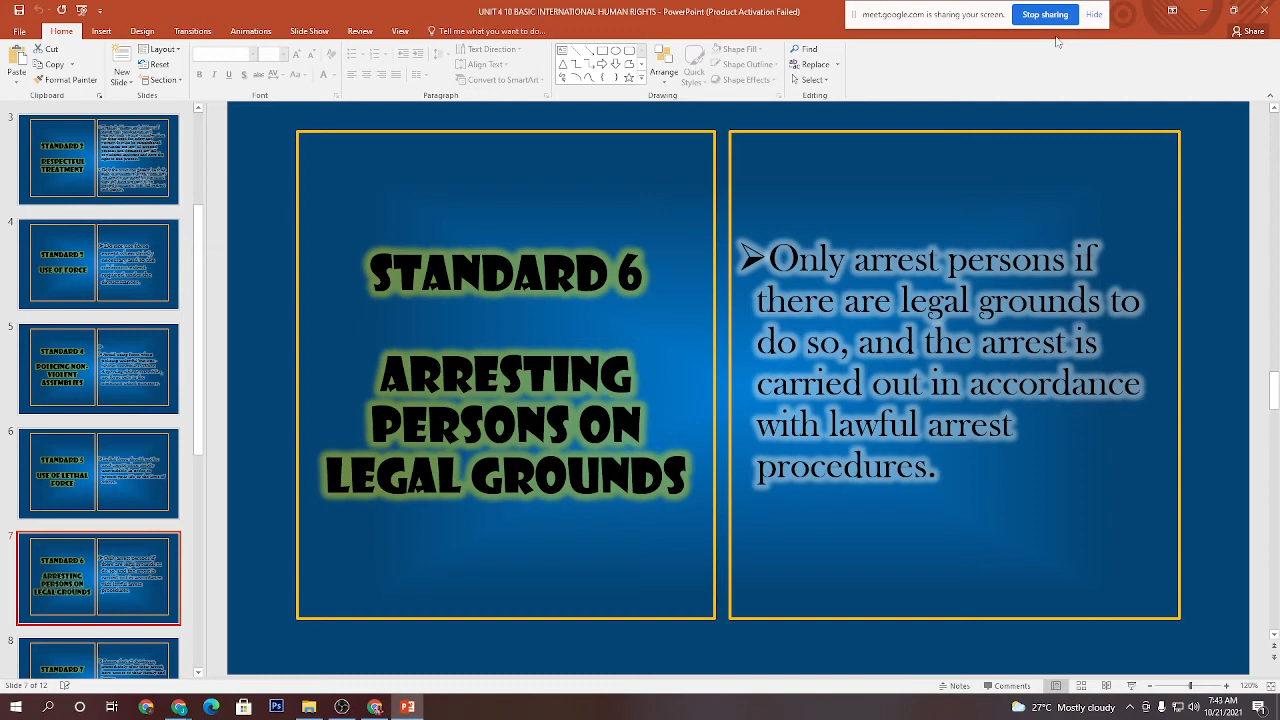 UNIT 4 10 BASIC INTERNATIONAL HUMAN RIGHTS - PowerPoint (Product Activation Failed)
meet.google.com is sharing your screen.
Stop sharing
Hide
File
Home
Insert
Design
Transitions
Animations
Slide Show
Review
View
Tell me what you want to do...
Share
Paste
Cut
Copy
Format Painter
Clipboard
New
Slide
Layout
Reset
Section
Slides
Font
Text Direction
Align Text
Convert to SmartArt
Paragraph
Arrange
Quick
Styles
Shape Fill
Shape Outline
Shape Effects
Drawing
Find
Replace
Select
Editing
3
STANDARD 2
RESPECTFUL
TREATMENT
4
STANDARD 3
USE OF FORCE
5
STANDARD 4
POLICING NON-
VIOLENT
ASSEMBLIES
6
STANDARD 5
USE OF LETHAL
FORCE
7
STANDARD 6
ARRESTING
PERSONS ON
LEGAL GROUNDS
8
STANDARD 7
STANDARD 6
ARRESTING
PERSONS ON
LEGAL GROUNDS
➢Only arrest persons if
there are legal grounds to
do so, and the arrest is
carried out in accordance
with lawful arrest
procedures.
Slide 7 of 12
Notes
Comments
120%
27°C Mostly cloudy
7:43 AM
10/21/2021